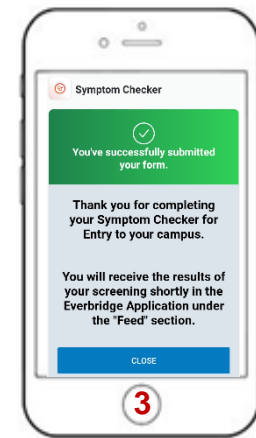 Symptom Checker
You've successfully submitted
your form.
Thank you for completing
your Symptom Checker for
Entry to your campus.
You will receive the results of
your screening shortly in the
Everbridge Application under
the "Feed" section.
CLOSE
3